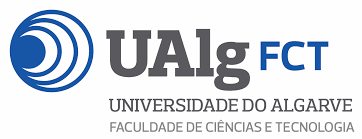 UAlg FCT
UNIVERSIDADE DO ALGARVE
FACULDADE DE CIÊNCIAS E TECNOLOGIA